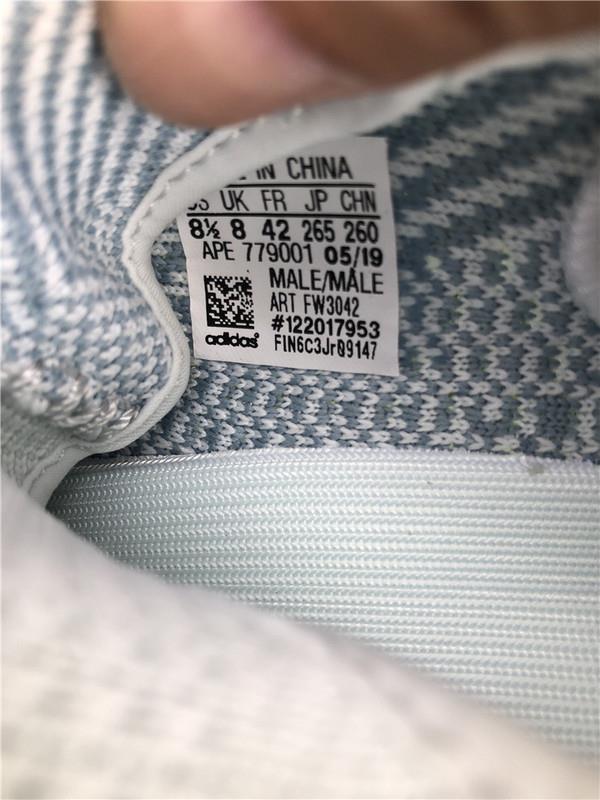 IN CHINA
UK FR JP CHN
8½ 8 42 265 260
APE 779001 05/19
MALE/MÂLE
ART FW3042
#122017953
adidas® FIN6C3Jr09147